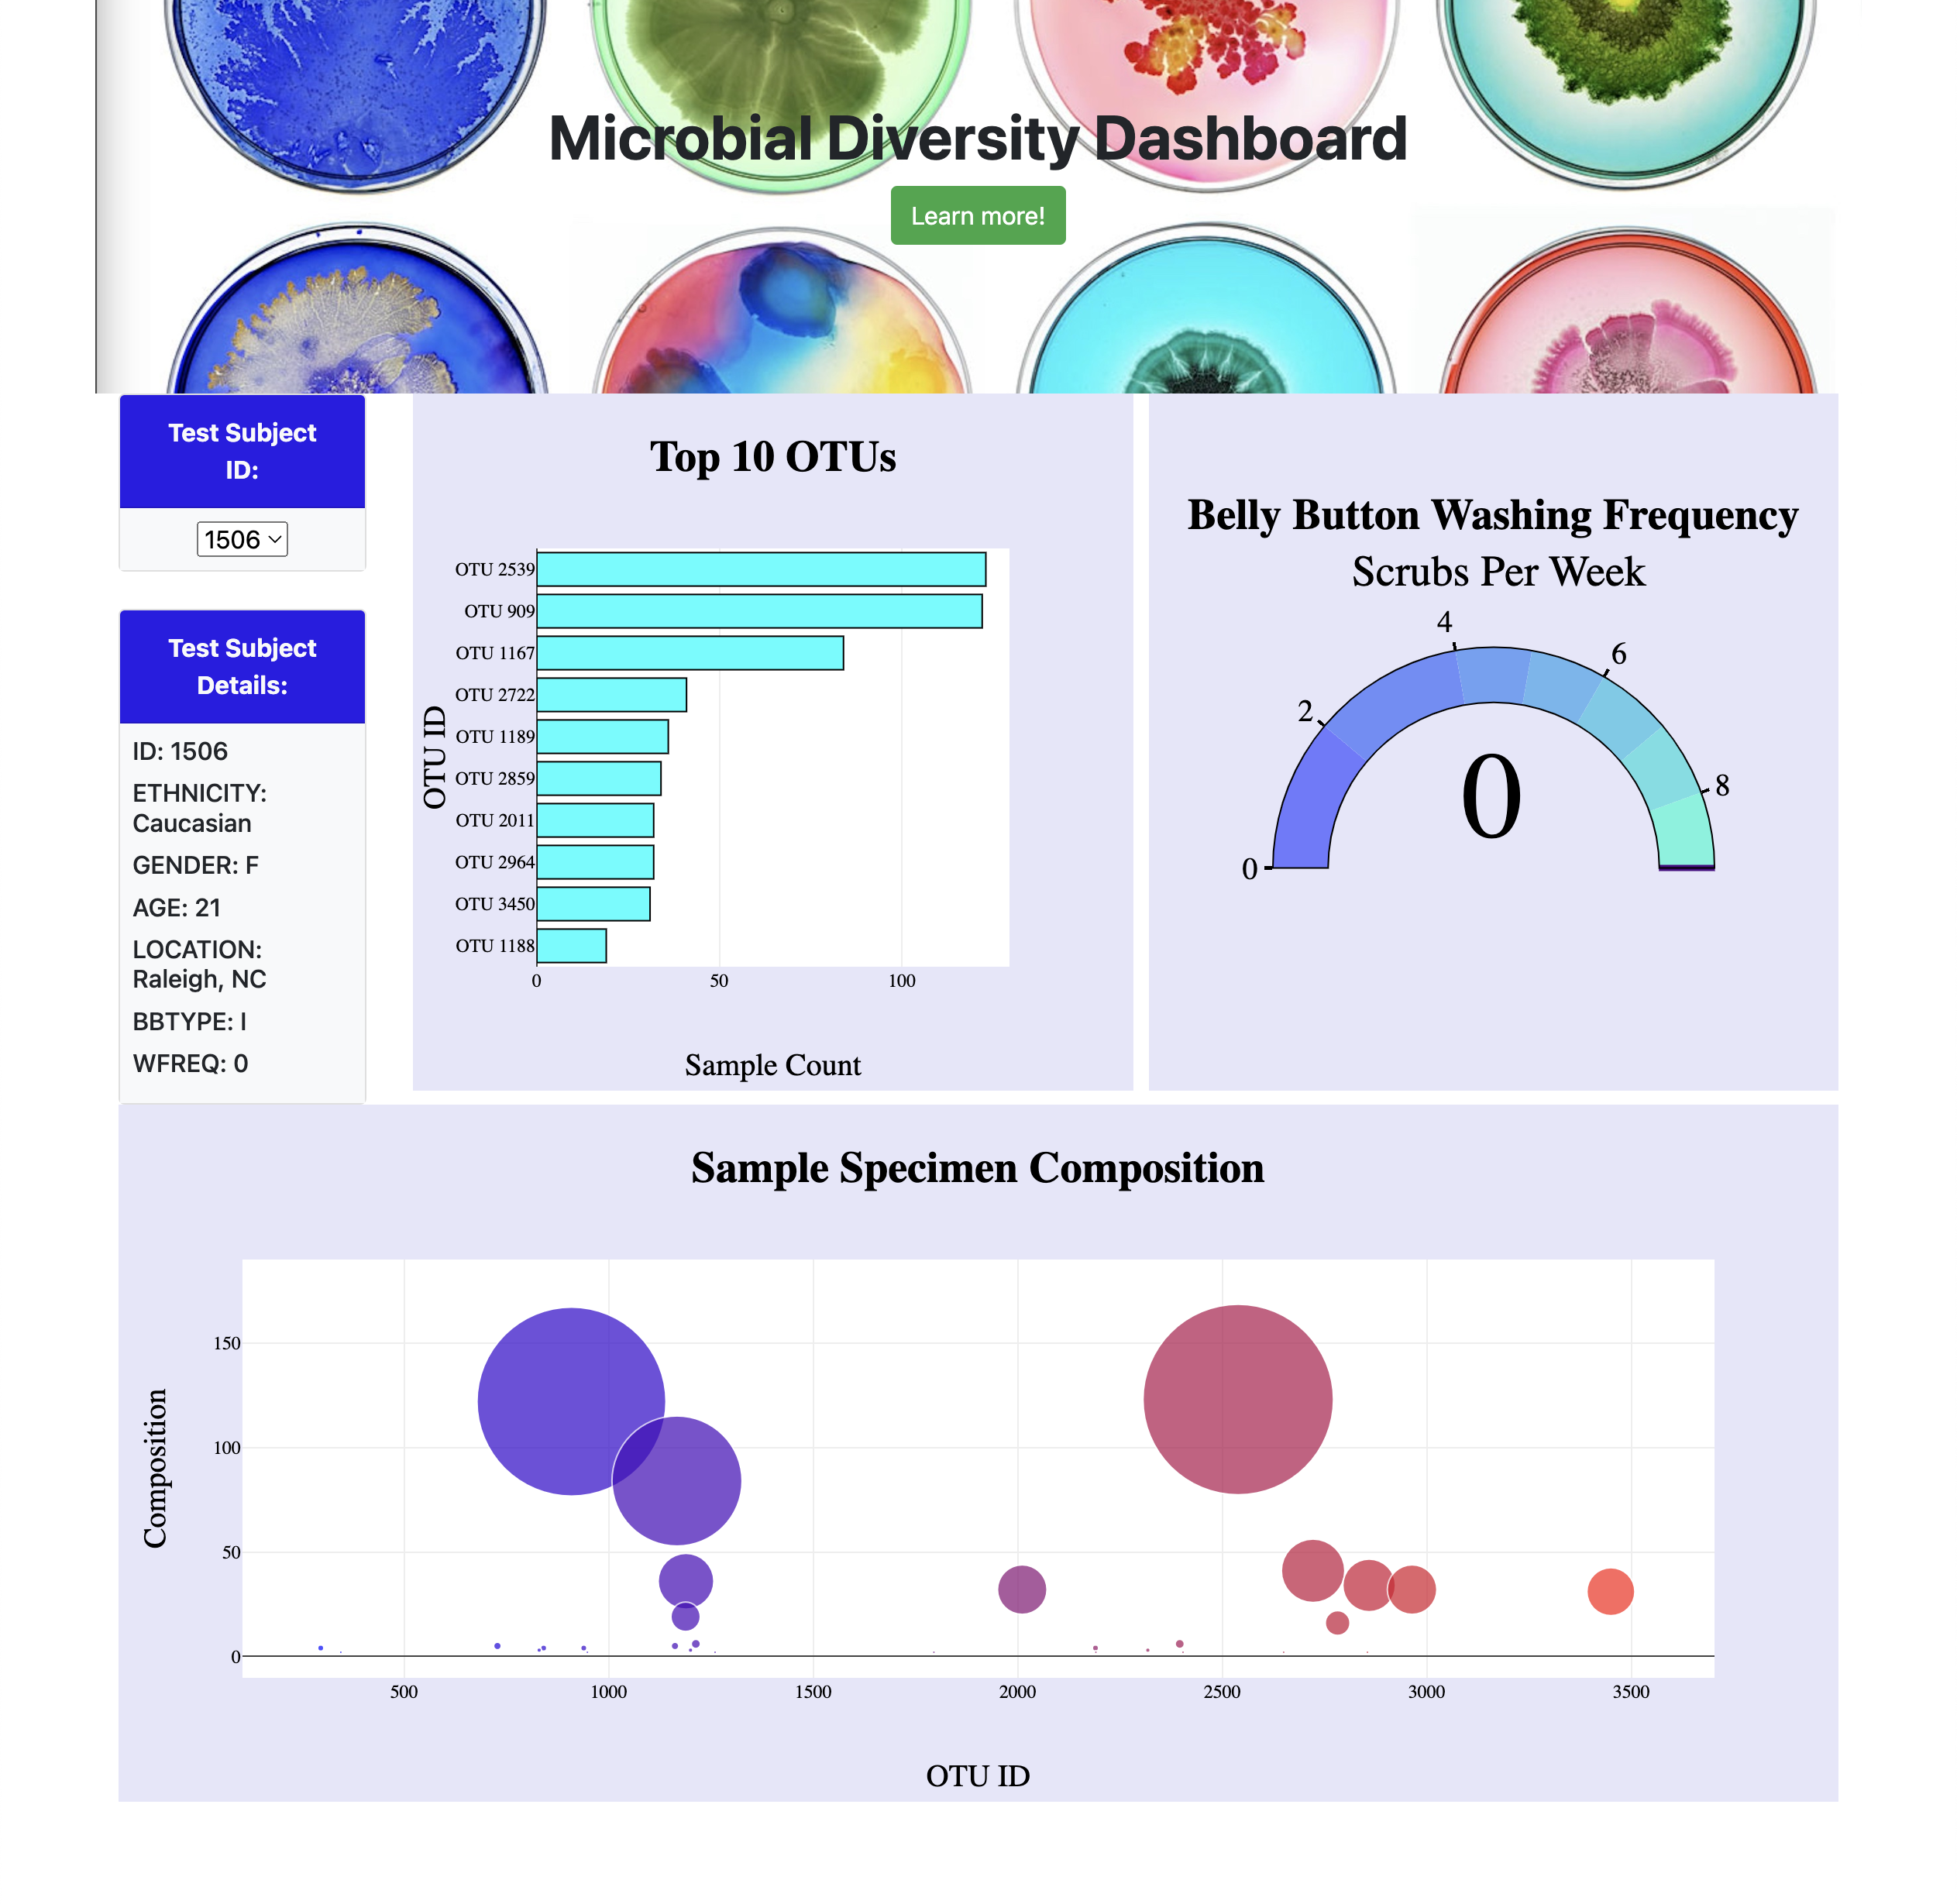 Microbial Diversity Dashboard
Learn more!
Test Subject
ID:
1506
Test Subject
Details:
ID: 1506
ETHNICITY:
Caucasian
GENDER: F
AGE: 21
LOCATION:
Raleigh, NC
BBTYPE: I
WFREQ: 0
Top 10 OTUs
OTU ID
OTU 2539
OTU 909
OTU 1167
OTU 2722
OTU 1189
OTU 2859
OTU 2011
OTU 2964
OTU 3450
OTU 1188
0 50 100
Sample Count
Belly Button Washing Frequency
Scrubs Per Week
0
2
4
6
8
0
Sample Specimen Composition
Composition
150
100
50
0
500 1000 1500 2000 2500 3000 3500
OTU ID